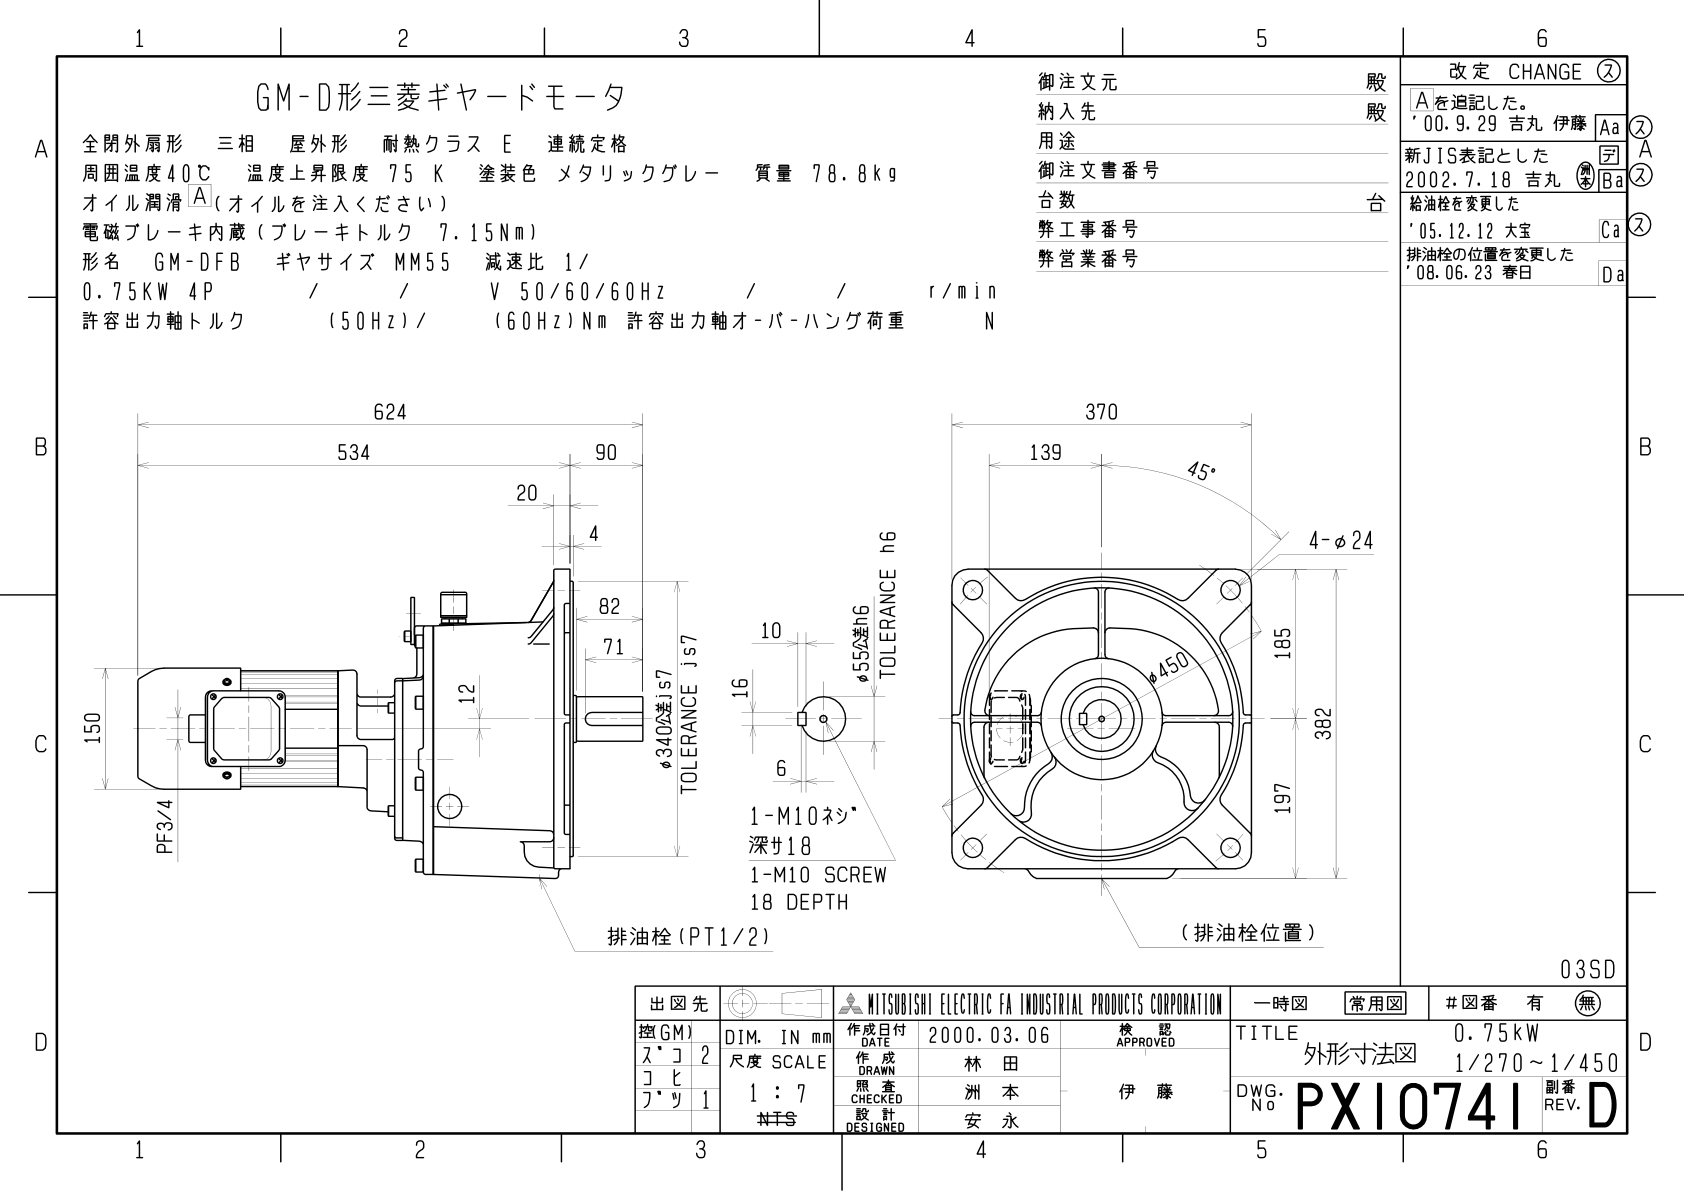 1 2 3 4 5 6
GM-D形三菱ギヤードモータ
全閉外扇形 三相 屋外形 耐熱クラス E 連続定格
周囲温度40℃ 温度上昇限度 75 K 塗装色 メタリックグレー 質量 78.8kg
オイル潤滑 A (オイルを注入ください)
電磁ブレーキ内蔵(ブレーキトルク 7.15Nm)
形名 GM-DFB ギヤサイズ MM55 減速比 1/
0.75KW 4P / / V 50/60/60Hz / / r/min
許容出力軸トルク (50Hz)/ (60Hz)Nm 許容出力軸オーバーハング荷重 N
御注文元 殿
納入先 殿
用途
御注文書番号
台数 台
弊工事番号
弊営業番号
改定 CHANGE ス
Aを追記した。
'00.9.29 吉丸 伊藤 Aa ス
新JIS表記とした デ
2002.7.18 吉丸 洲本 Ba ス
給油栓を変更した
'05.12.12 大宝 Ca ス
排油栓の位置を変更した
'08.06.23 春日 Da
A A
B B
C C
D D
624
534 90
20
4
82
71
12
150
PF3/4
φ340公差js7
TOLERANCE js7
排油栓(PT1/2)
10
16
6
φ55公差h6
TOLERANCE h6
1-M10ネジ
深サ18
1-M10 SCREW
18 DEPTH
370
139
45°
4-φ24
φ450
185
382
197
(排油栓位置)
03SD
出図先
控(GM)
ズコ 2
コヒ
ブツ 1
DIM. IN mm
尺度 SCALE
1:7
NTS
MITSUBISHI ELECTRIC FA INDUSTRIAL PRODUCTS CORPORATION
作成日付 DATE 2000.03.06 検認 APPROVED
作成 DRAWN 林田
照査 CHECKED 洲本 伊藤
設計 DESIGNED 安永
一時図 常用図 #図番 有 無
TITLE 外形寸法図 0.75kW
1/270~1/450
DWG. No PX10741 副番 REV. D
1 2 3 4 5 6